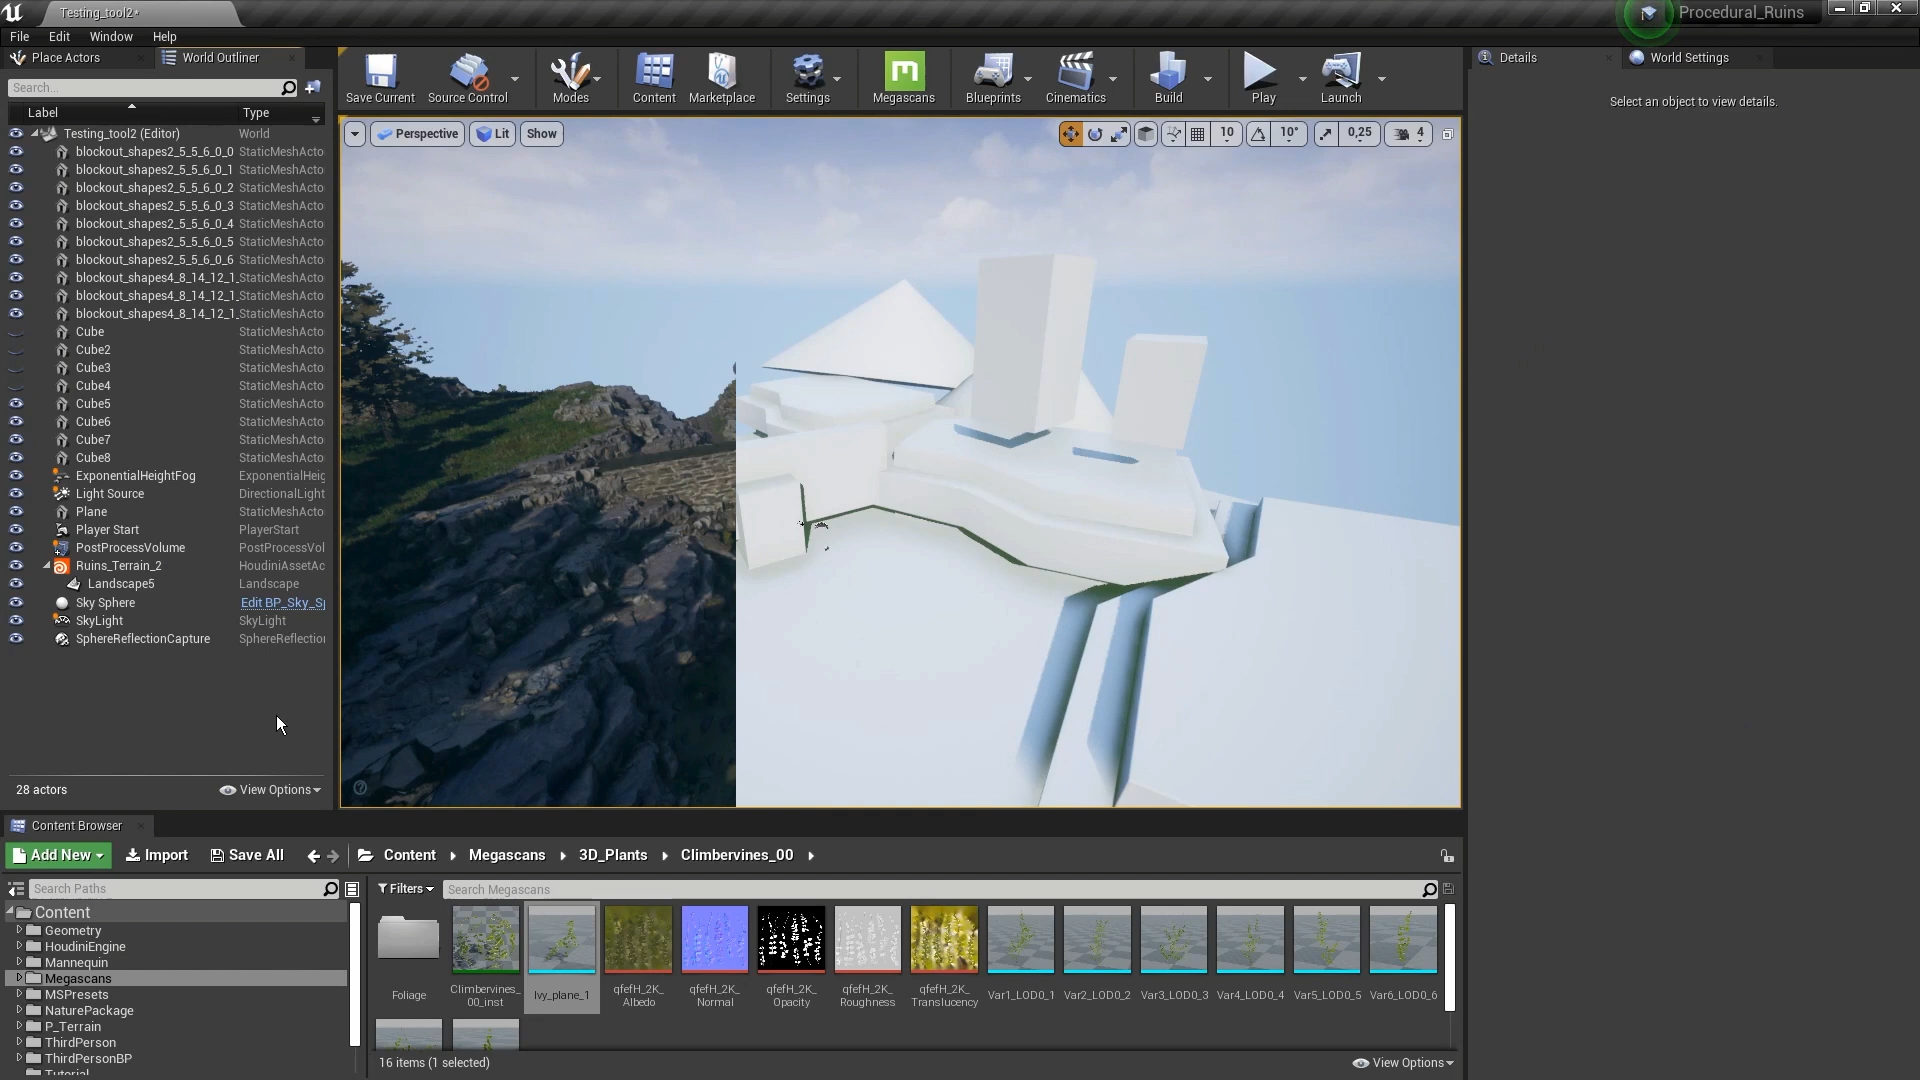 Testing_tool2*
Procedural_Ruins
File Edit Window Help
Place Actors
World Outliner
Search...
Label Type
Testing_tool2 (Editor) World
blockout_shapes2_5_5_6_0_0 StaticMeshActo
blockout_shapes2_5_5_6_0_1 StaticMeshActo
blockout_shapes2_5_5_6_0_2 StaticMeshActo
blockout_shapes2_5_5_6_0_3 StaticMeshActo
blockout_shapes2_5_5_6_0_4 StaticMeshActo
blockout_shapes2_5_5_6_0_5 StaticMeshActo
blockout_shapes2_5_5_6_0_6 StaticMeshActo
blockout_shapes4_8_14_12_1_ StaticMeshActo
blockout_shapes4_8_14_12_1_ StaticMeshActo
blockout_shapes4_8_14_12_1_ StaticMeshActo
Cube StaticMeshActo
Cube2 StaticMeshActo
Cube3 StaticMeshActo
Cube4 StaticMeshActo
Cube5 StaticMeshActo
Cube6 StaticMeshActo
Cube7 StaticMeshActo
Cube8 StaticMeshActo
ExponentialHeightFog ExponentialHeig
Light Source DirectionalLight
Plane StaticMeshActo
Player Start PlayerStart
PostProcessVolume PostProcessVol
Ruins_Terrain_2 HoudiniAssetAc
Landscape5 Landscape
Sky Sphere Edit BP_Sky_Sp
SkyLight SkyLight
SphereReflectionCapture SphereReflection
28 actors
View Options
Save Current
Source Control
Modes
Content
Marketplace
Settings
Megascans
Blueprints
Cinematics
Build
Play
Launch
Perspective Lit Show
10 10° 0,25 4
Details
World Settings
Select an object to view details.
Content Browser
Add New Import Save All Content Megascans 3D_Plants Climbervines_00
Search Paths
Content
Geometry
HoudiniEngine
Mannequin
Megascans
MSPresets
NaturePackage
P_Terrain
ThirdPerson
ThirdPersonBP
Tutorial
Filters
Search Megascans
Foliage
Climbervines_
00_inst
Ivy_plane_1
qfefH_2K_
Albedo
qfefH_2K_
Normal
qfefH_2K_
Opacity
qfefH_2K_
Roughness
qfefH_2K_
Translucency
Var1_LOD0_1
Var2_LOD0_2
Var3_LOD0_3
Var4_LOD0_4
Var5_LOD0_5
Var6_LOD0_6
16 items (1 selected)
View Options